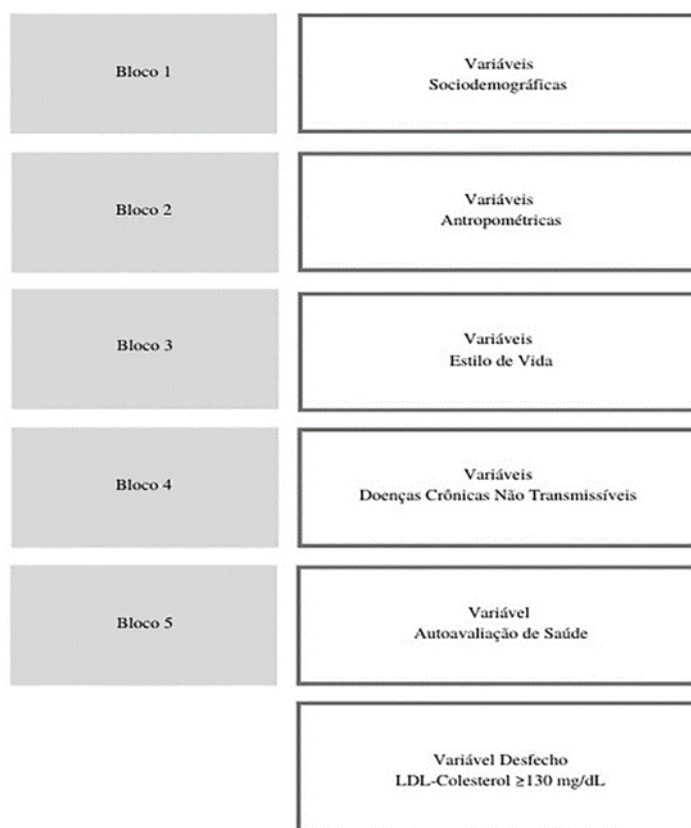 Bloco 1
Variáveis
Sociodemográficas
Bloco 2
Variáveis
Antropométricas
Bloco 3
Variáveis
Estilo de Vida
Bloco 4
Variáveis
Doenças Crônicas Não Transmissíveis
Bloco 5
Variável
Autoavaliação de Saúde
Variável Desfecho
LDL-Colesterol ≥130 mg/dL